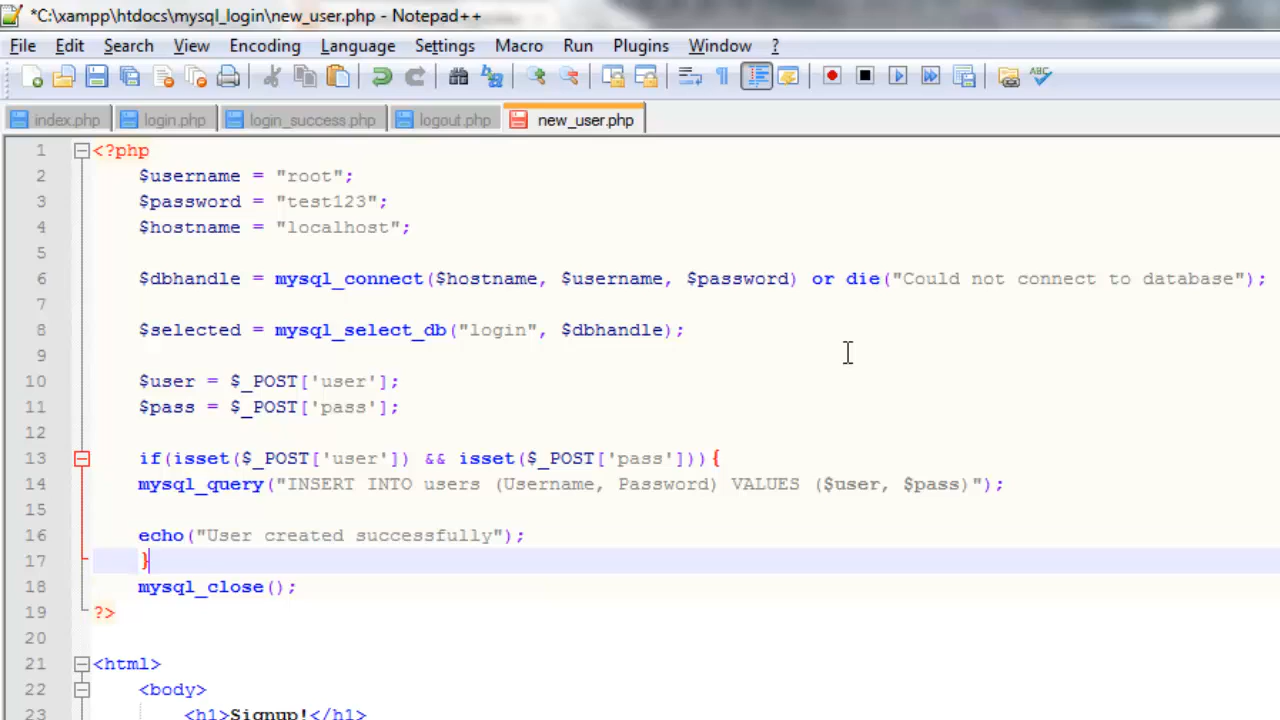 *C:\xampp\htdocs\mysql_login\new_user.php - Notepad++
File Edit Search View Encoding Language Settings Macro Run Plugins Window ?
index.php login.php login_success.php logout.php new_user.php
1 <?php
2 $username = "root";
3 $password = "test123";
4 $hostname = "localhost";
5
6 $dbhandle = mysql_connect($hostname, $username, $password) or die("Could not connect to database");
7
8 $selected = mysql_select_db("login", $dbhandle);
9
10 $user = $_POST['user'];
11 $pass = $_POST['pass'];
12
13 if(isset($_POST['user']) && isset($_POST['pass'])){
14 mysql_query("INSERT INTO users (Username, Password) VALUES ($user, $pass)");
15
16 echo("User created successfully");
17 }
18 mysql_close();
19 ?>
20
21 <html>
22 <body>
23 <h1>Signup!</h1>